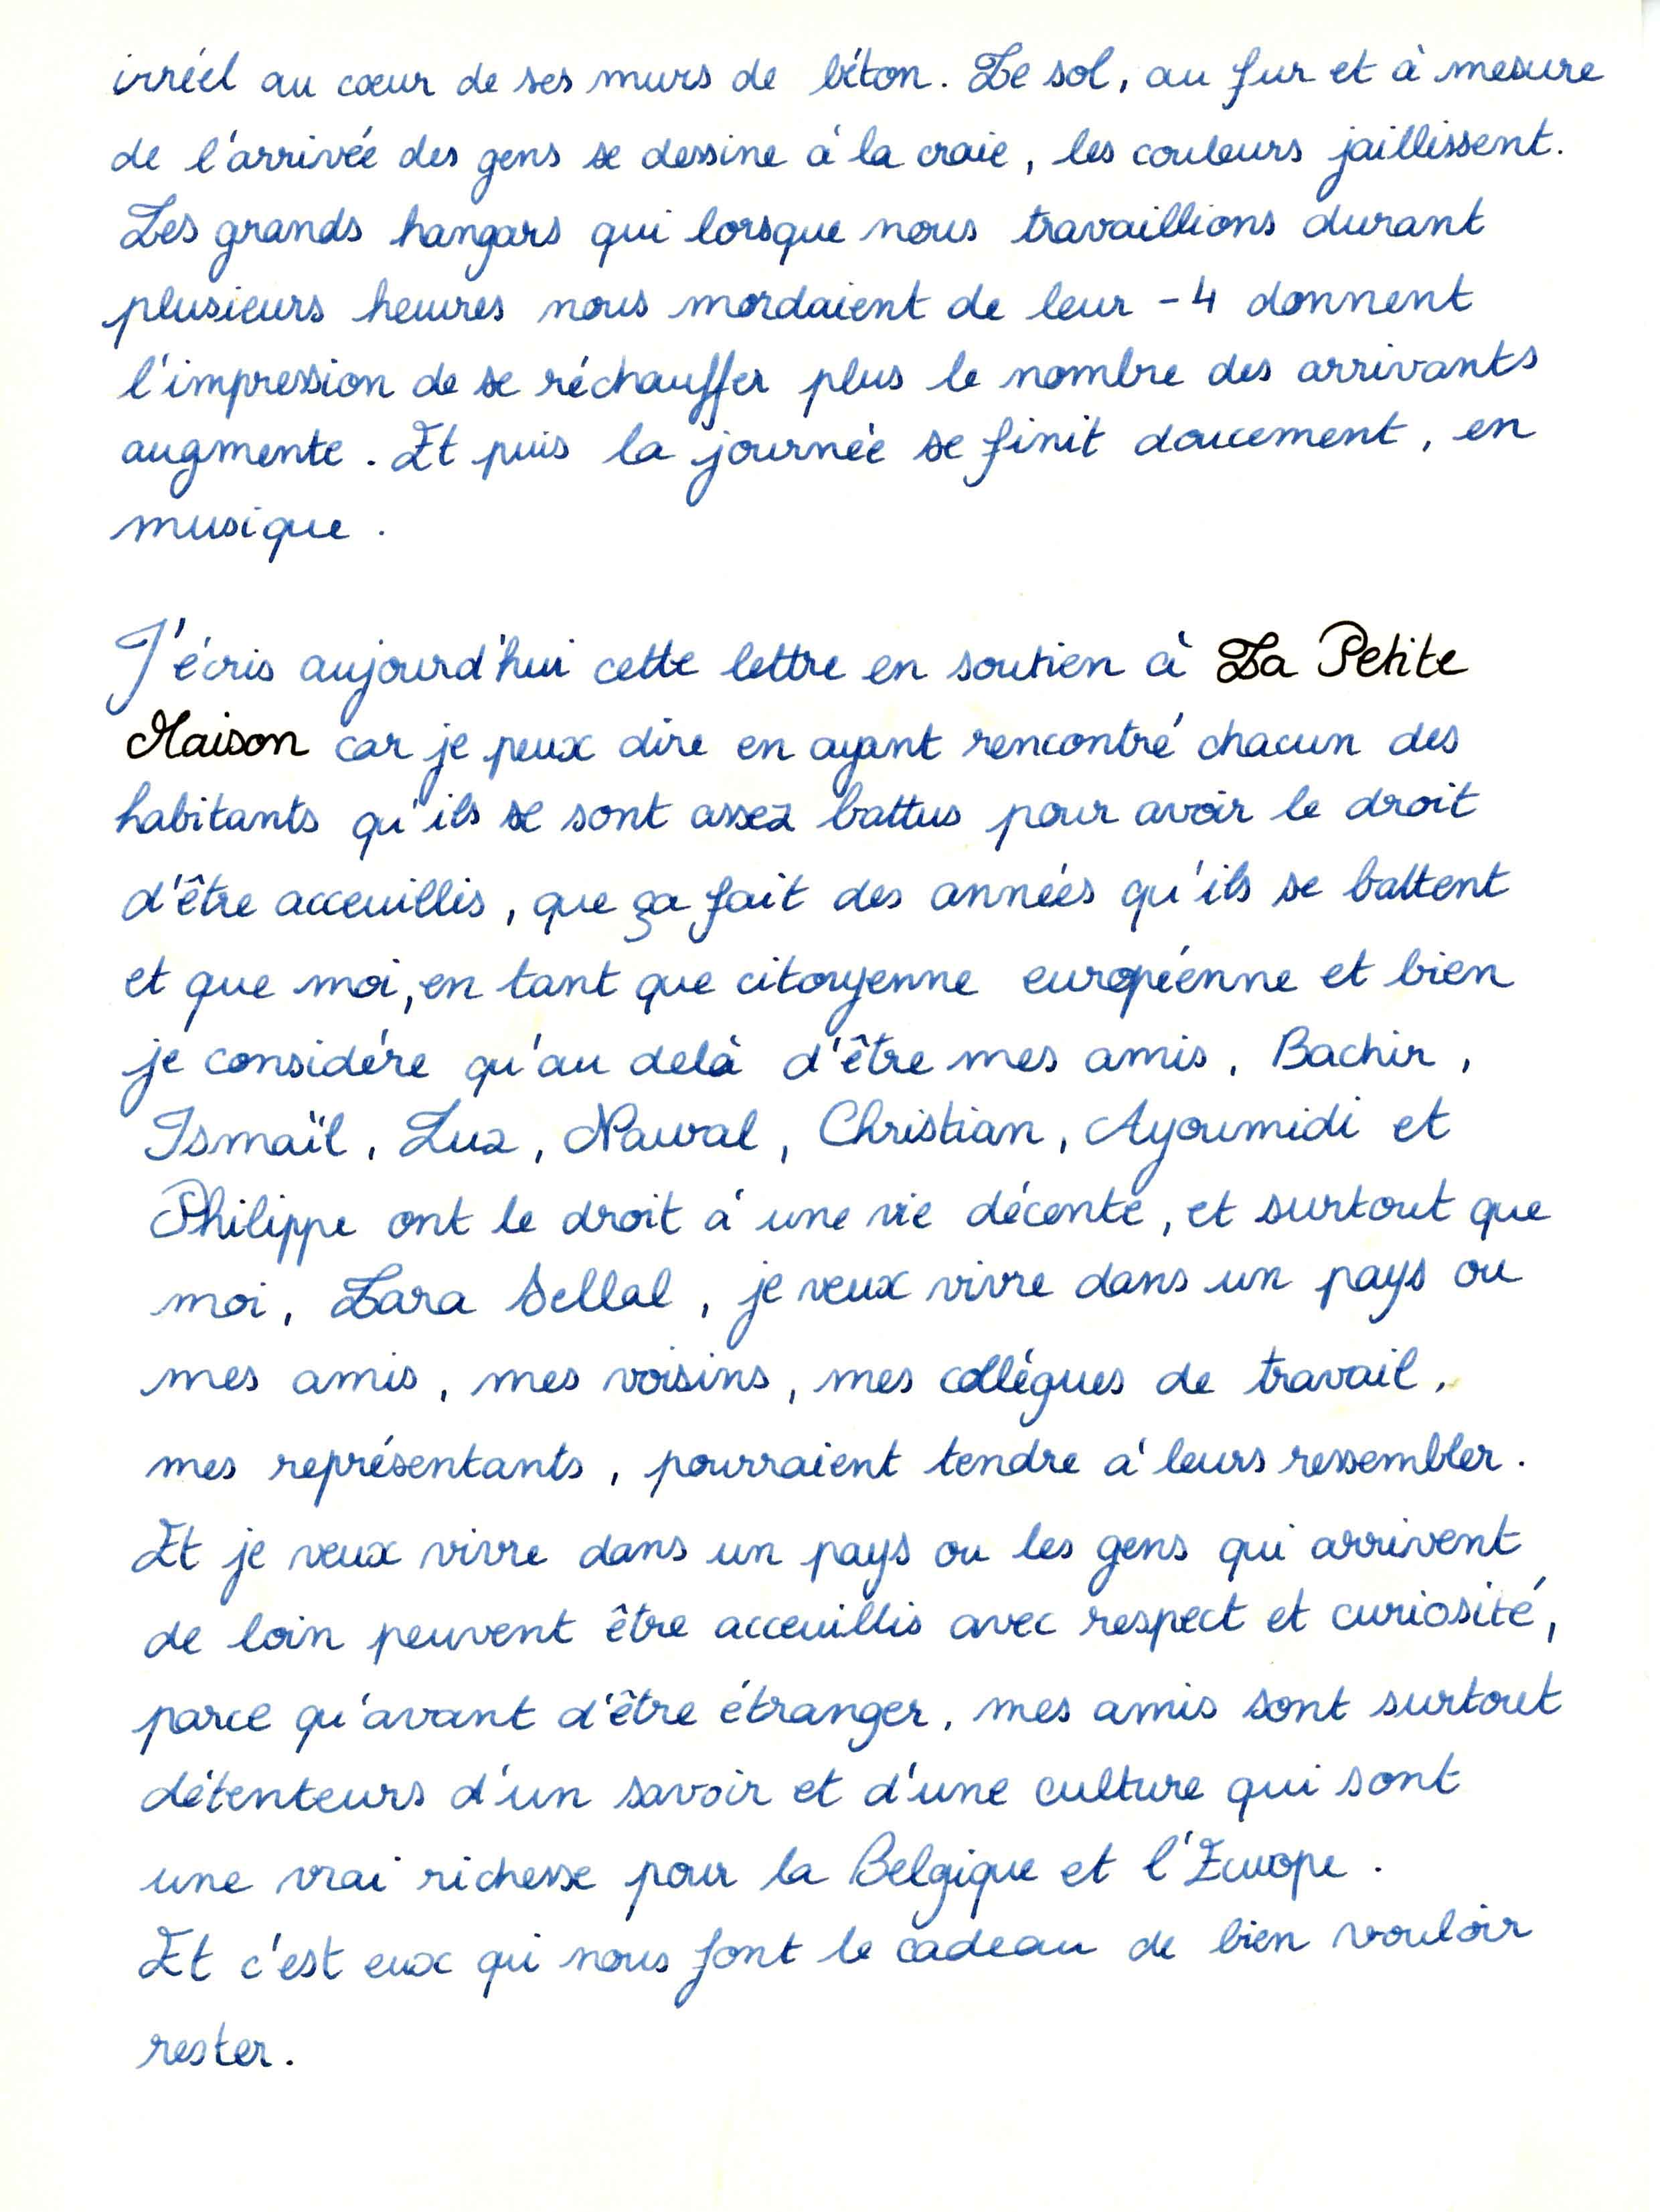 irréel au cœur de ses murs de béton. Le sol, au fur et à mesure
de l'arrivée des gens se dessine à la craie, les couleurs jaillissent.
Les grands hangars qui lorsque nous travaillions durant
plusieurs heures nous mordaient de leur -4 donnent
l'impression de se réchauffer plus le nombre des arrivants
augmente. Et puis la journée se finit doucement, en
musique.
J'écris aujourd'hui cette lettre en soutien à La Petite
Maison car je peux dire en ayant rencontré chacun des
habitants qu'ils se sont assez battus pour avoir le droit
d'être acceuillis, que ça fait des années qu'ils se battent
et que moi, en tant que citoyenne européenne et bien
je considére qu'au delà d'être mes amis, Bachir,
Ismaïl, Luz, Nawal, Christian, Ayoumidi et
Philippe ont le droit à une vie décente, et surtout que
moi, Lara Sellal, je veux vivre dans un pays ou
mes amis, mes voisins, mes collègues de travail,
mes représentants, pourraient tendre à leurs ressembler.
Et je veux vivre dans un pays ou les gens qui arrivent
de loin peuvent être acceuillis avec respect et curiosité,
parce qu'avant d'être étranger, mes amis sont surtout
détenteurs d'un savoir et d'une culture qui sont
une vrai richesse pour la Belgique et l'Europe.
Et c'est eux qui nous font le cadeau de bien vouloir
rester.